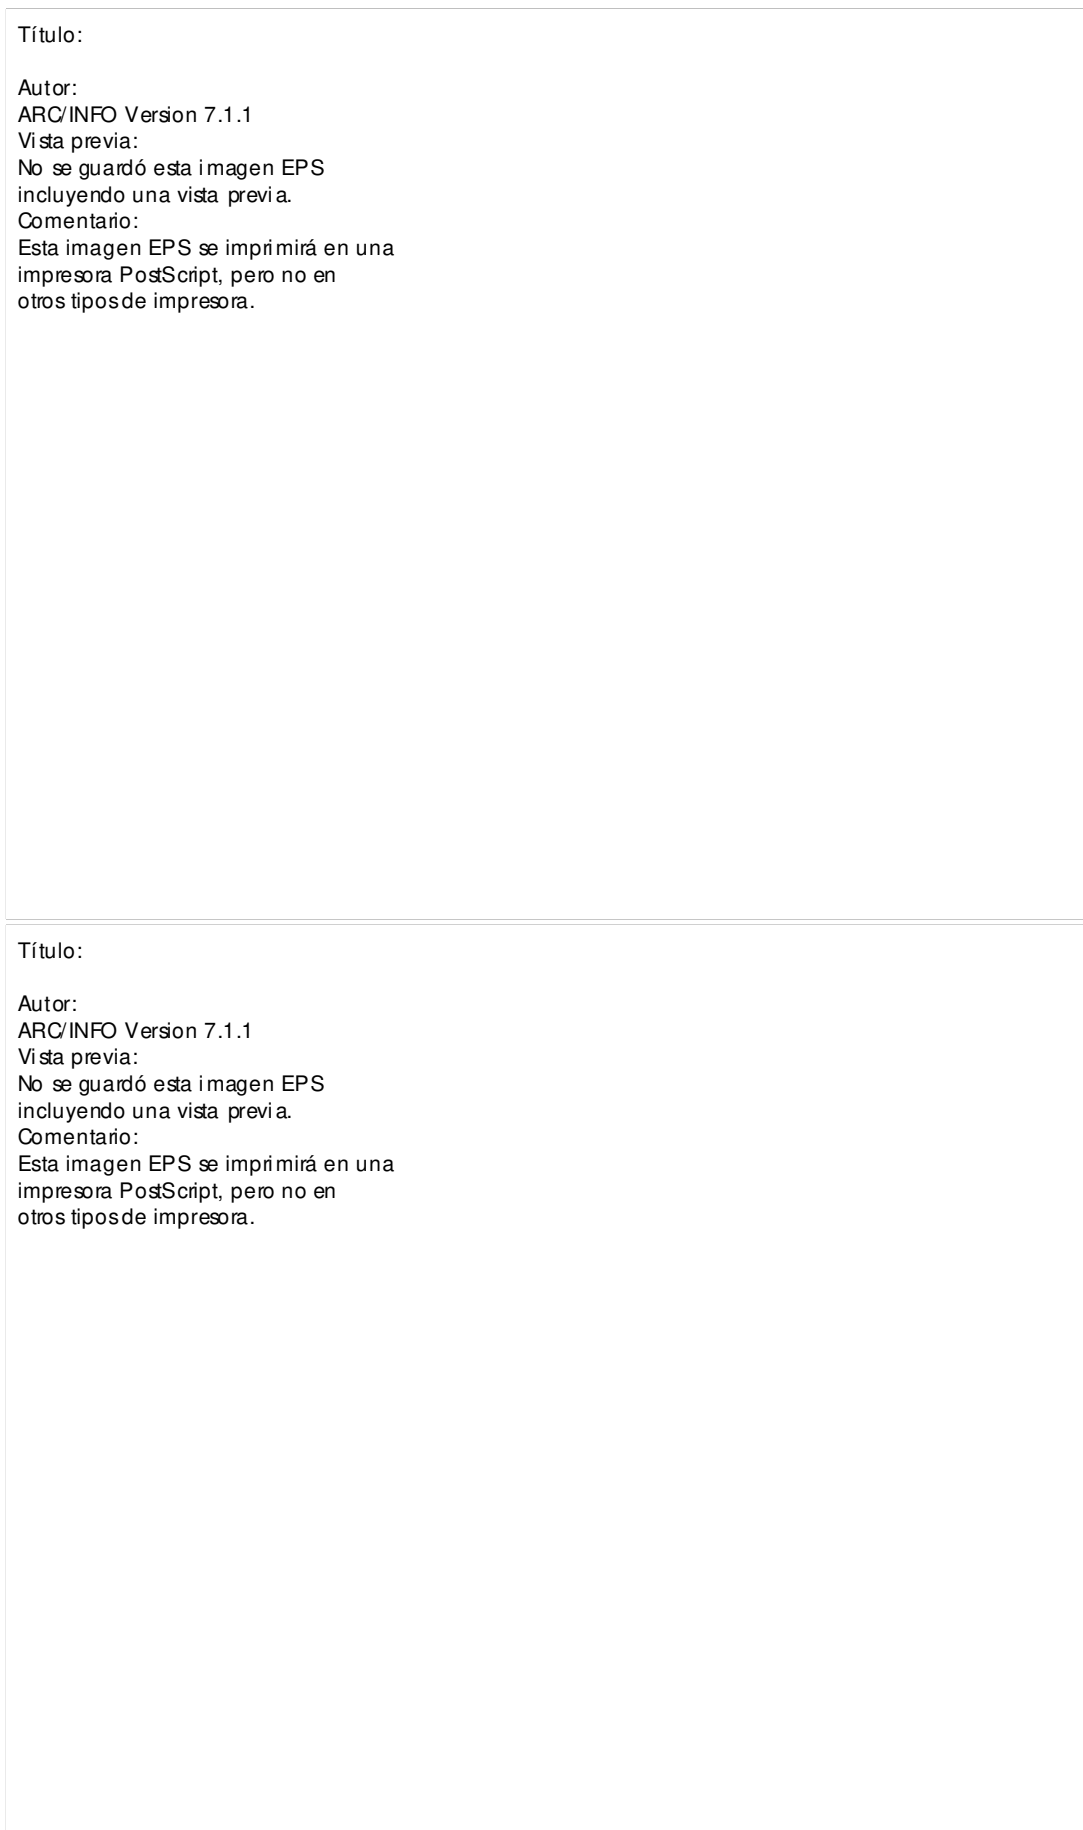 Título:
Autor:
ARC/INFO Version 7.1.1
Vista previa:
No se guardó esta imagen EPS
incluyendo una vista previa.
Comentario:
Esta imagen EPS se imprimirá en una
impresora PostScript, pero no en
otros tipos de impresora.
Título:
Autor:
ARC/INFO Version 7.1.1
Vista previa:
No se guardó esta imagen EPS
incluyendo una vista previa.
Comentario:
Esta imagen EPS se imprimirá en una
impresora PostScript, pero no en
otros tipos de impresora.